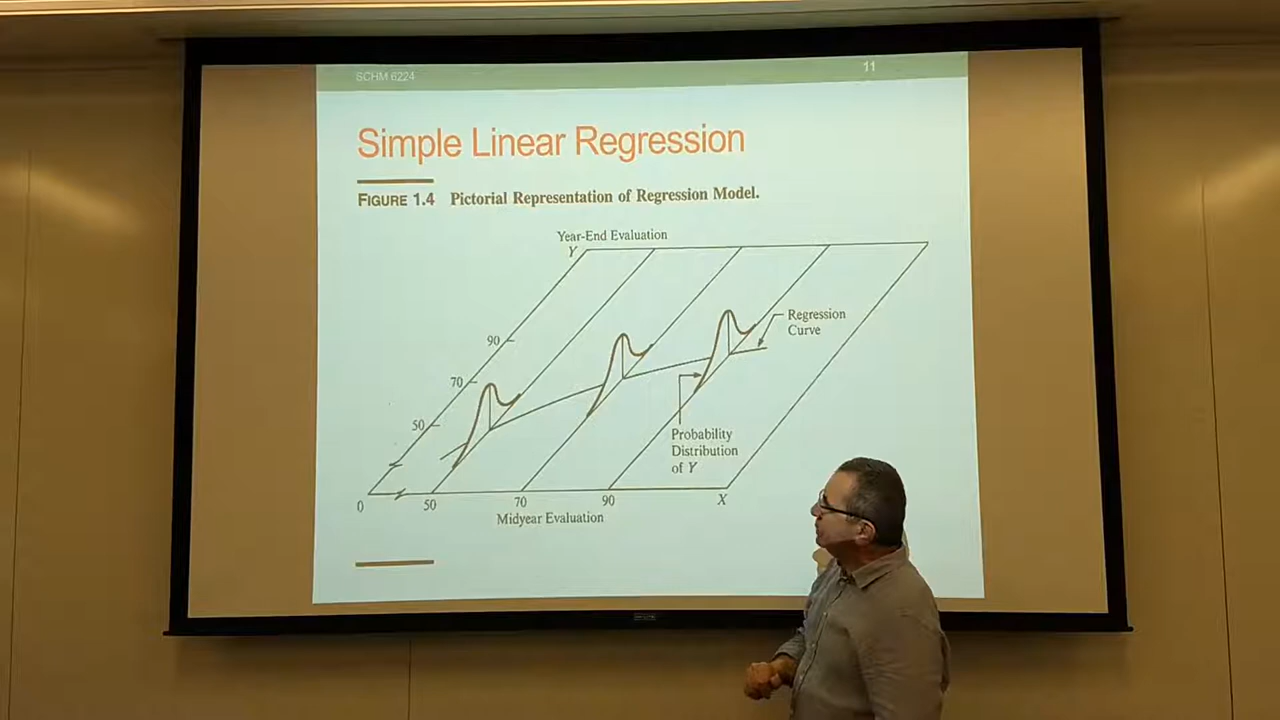 SCHM 6224
11
Simple Linear Regression
FIGURE 1.4 Pictorial Representation of Regression Model.
Year-End Evaluation
Y
90
70
50
Regression
Curve
Probability
Distribution
of Y
0
50
70
90
X
Midyear Evaluation